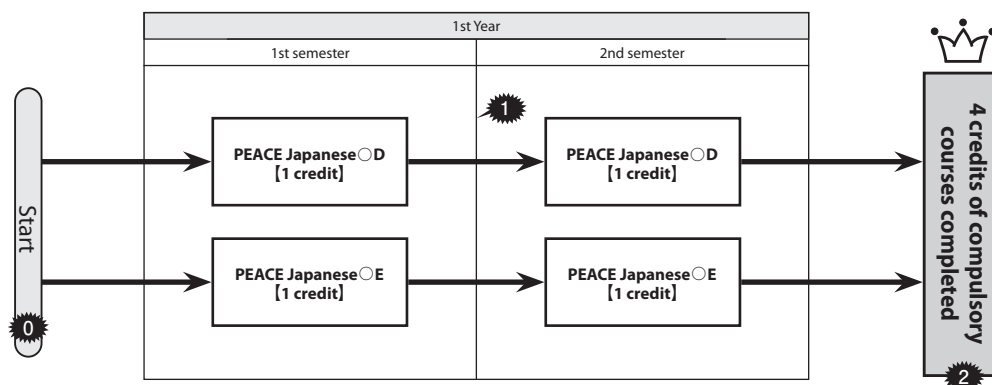 1st Year
1st semester
2nd semester
1
PEACE Japanese○D
【1 credit】
PEACE Japanese○D
【1 credit】
Start
PEACE Japanese○E
【1 credit】
PEACE Japanese○E
【1 credit】
0
4 credits of compulsory
courses completed
2